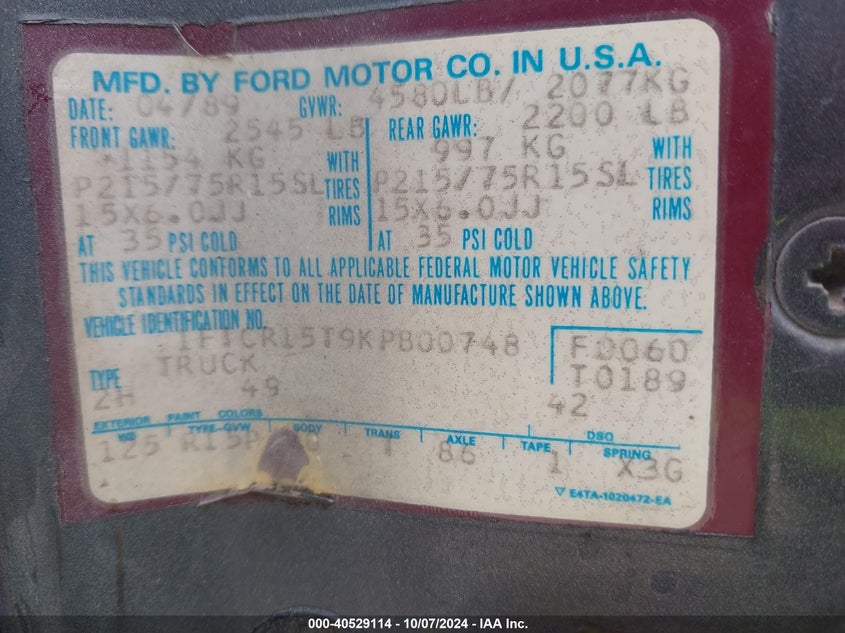 MFD. BY FORD MOTOR CO. IN U.S.A.
DATE: 04/89 GVWR: 4580LB/ 2077KG
FRONT GAWR: 2545 LB REAR GAWR: 2200 LB
1154 KG WITH 997 KG WITH
P215/75R15SL TIRES P215/75R15SL TIRES
15X6.0JJ RIMS 15X6.0JJ RIMS
AT 35 PSI COLD AT 35 PSI COLD
THIS VEHICLE CONFORMS TO ALL APPLICABLE FEDERAL MOTOR VEHICLE SAFETY
STANDARDS IN EFFECT ON THE DATE OF MANUFACTURE SHOWN ABOVE.
VEHICLE IDENTIFICATION NO.
1FTCR15T9KPB00748 F0060
TYPE TRUCK T0189
2H 49 42
EXTERIOR PAINT COLORS DSO
WB TYPE-GVW BODY TRANS AXLE TAPE SPRING
125 R15P T 86 1 X3G
E4TA-1020472-EA
000-40529114 - 10/07/2024 - IAA Inc.